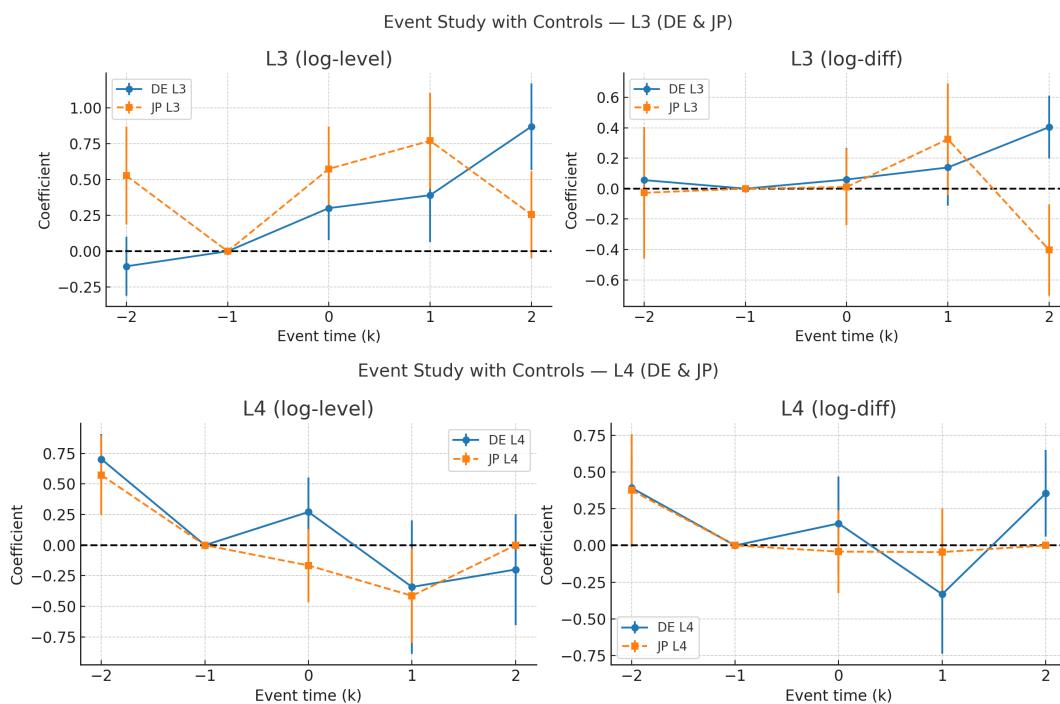 Event Study with Controls — L3 (DE & JP)
L3 (log-level)
DE L3
JP L3
1.00
0.75
0.50
0.25
0.00
−0.25
Coefficient
−2
−1
0
1
2
Event time (k)
L3 (log-diff)
DE L3
JP L3
0.6
0.4
0.2
0.0
−0.2
−0.4
−0.6
Coefficient
−2
−1
0
1
2
Event time (k)
Event Study with Controls — L4 (DE & JP)
L4 (log-level)
DE L4
JP L4
0.75
0.50
0.25
0.00
−0.25
−0.50
−0.75
Coefficient
−2
−1
0
1
2
Event time (k)
L4 (log-diff)
0.75
0.50
0.25
0.00
−0.25
−0.50
−0.75
Coefficient
DE L4
JP L4
−2
−1
0
1
2
Event time (k)